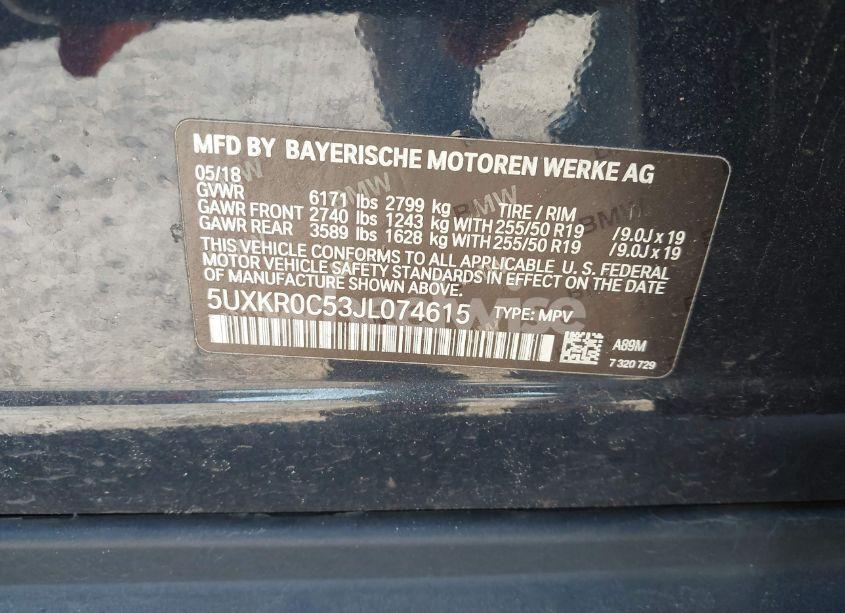 MFD BY BAYERISCHE MOTOREN WERKE AG
05/18
GVWR 6171 lbs 2799 kg TIRE / RIM
GAWR FRONT 2740 lbs 1243 kg WITH 255/50 R19 /9.0J x 19
GAWR REAR 3589 lbs 1628 kg WITH 255/50 R19 /9.0J x 19
THIS VEHICLE CONFORMS TO ALL APPLICABLE U. S. FEDERAL
MOTOR VEHICLE SAFETY STANDARDS IN EFFECT ON THE DATE
OF MANUFACTURE SHOWN ABOVE.
5UXKR0C53JL074615 TYPE: MPV
A89M
7 320 729
BMW
BMW
BMW